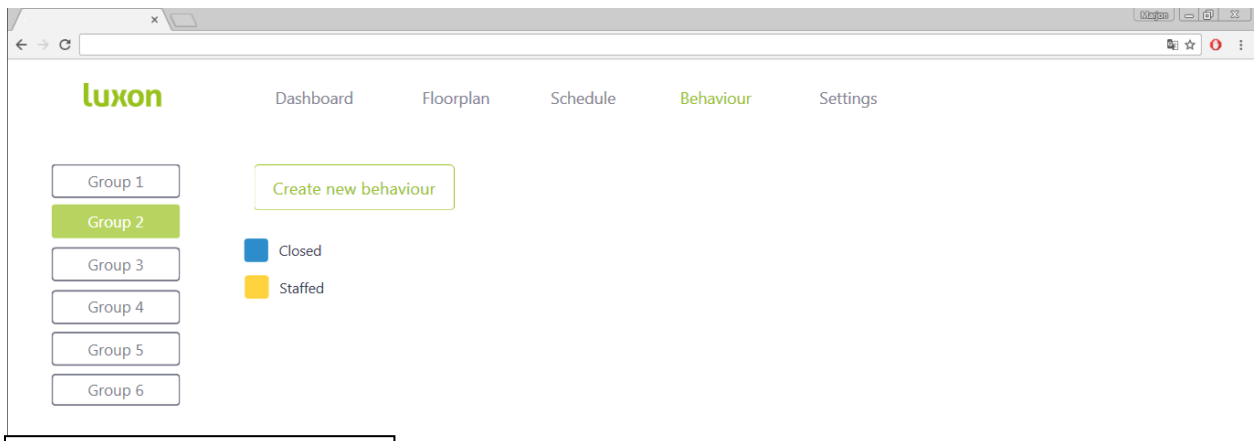 Marjon
luxon Dashboard Floorplan Schedule Behaviour Settings
Group 1
Create new behaviour
Group 2
Closed
Group 3
Staffed
Group 4
Group 5
Group 6